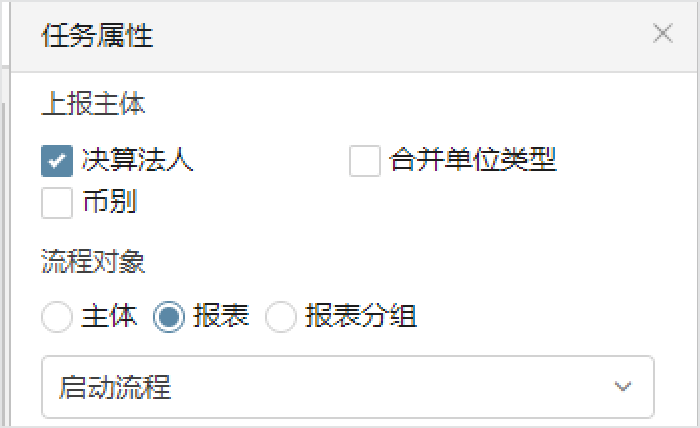 任务属性
上报主体
决算法人 合并单位类型
币别
流程对象
主体 报表 报表分组
启动流程